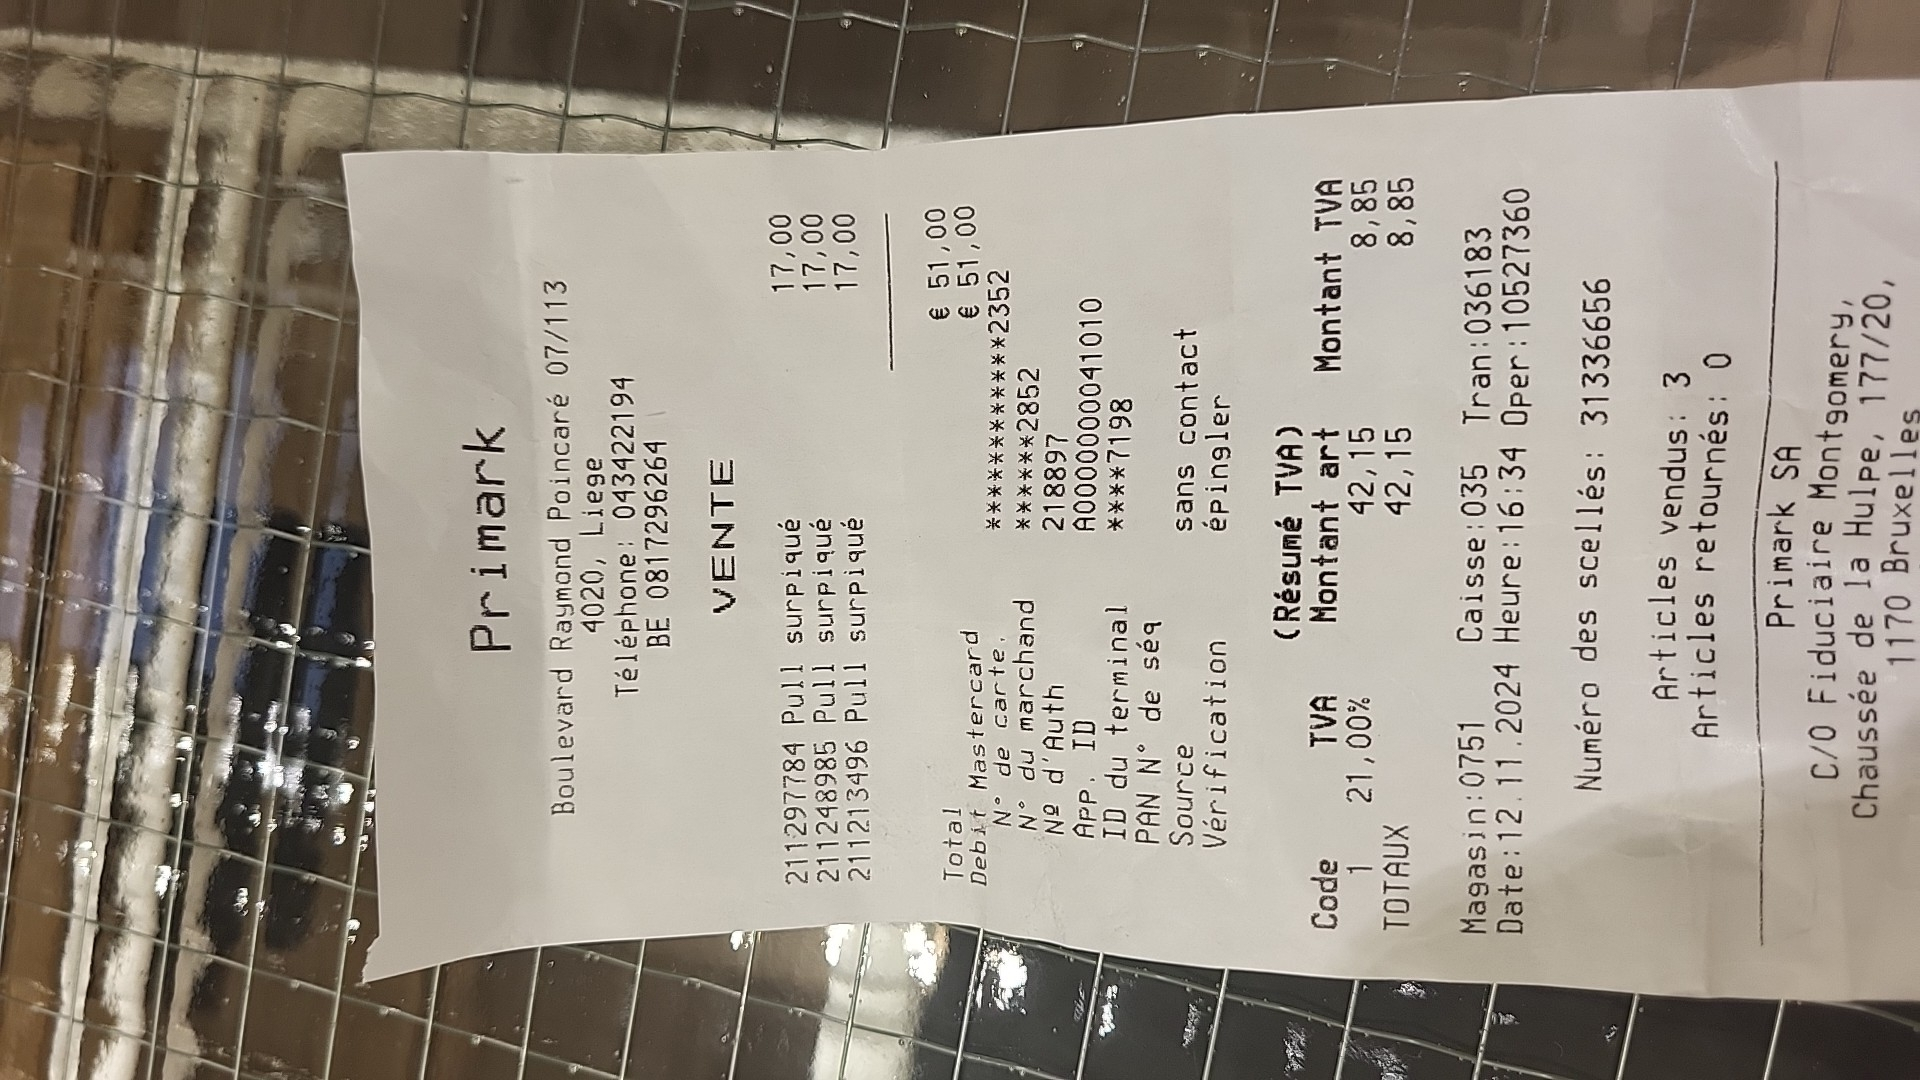 Primark
Boulevard Raymond Poincaré 07/113
4020, Liege
Téléphone: 043422194
BE 0817296264
VENTE
211297784 Pull surpiqué 17,00
211248985 Pull surpiqué 17,00
211213496 Pull surpiqué 17,00
Total € 51,00
Debit Mastercard € 51,00
N° de carte. ***************2352
N° du marchand ******2852
Nº d'Auth 218897
App. ID A0000000041010
ID du terminal ****7198
PAN N° de séq
Source sans contact
Vérification épingler
(Résumé TVA)
Code TVA Montant art Montant TVA
1 21,00% 42,15 8,85
TOTAUX 42,15 8,85
Magasin:0751 Caisse:035 Tran:036183
Date:12.11.2024 Heure:16:34 Oper:10527360
Numéro des scellés: 31336656
Articles vendus: 3
Articles retournés: 0
Primark SA
C/O Fiduciaire Montgomery,
Chaussée de la Hulpe, 177/20,
1170 Bruxelles